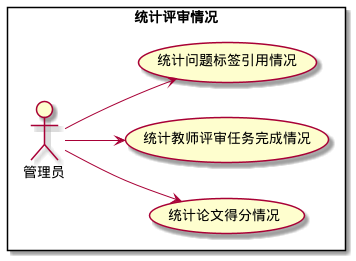 统计评审情况
统计问题标签引用情况
统计教师评审任务完成情况
管理员
统计论文得分情况